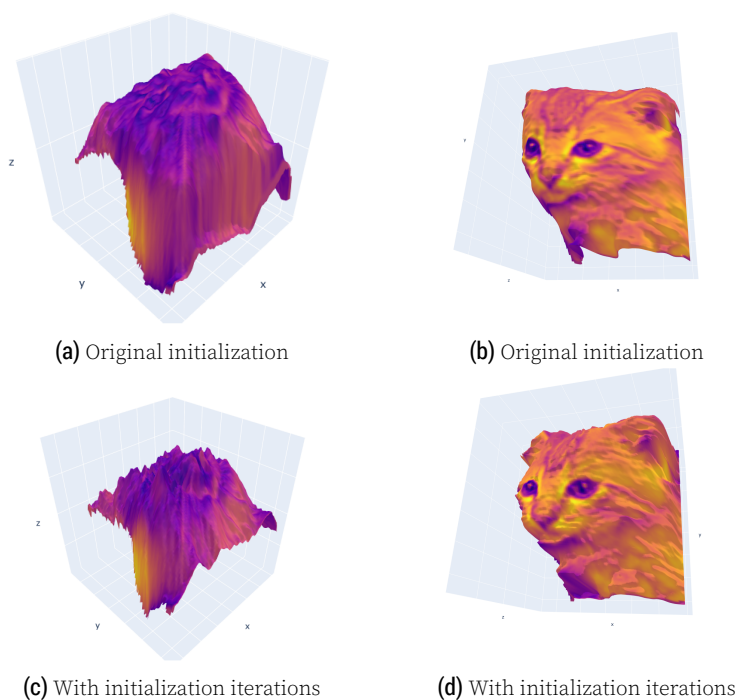 z
y
x
y
z
x
(a) Original initialization
(b) Original initialization
z
y
x
y
z
x
(c) With initialization iterations
(d) With initialization iterations